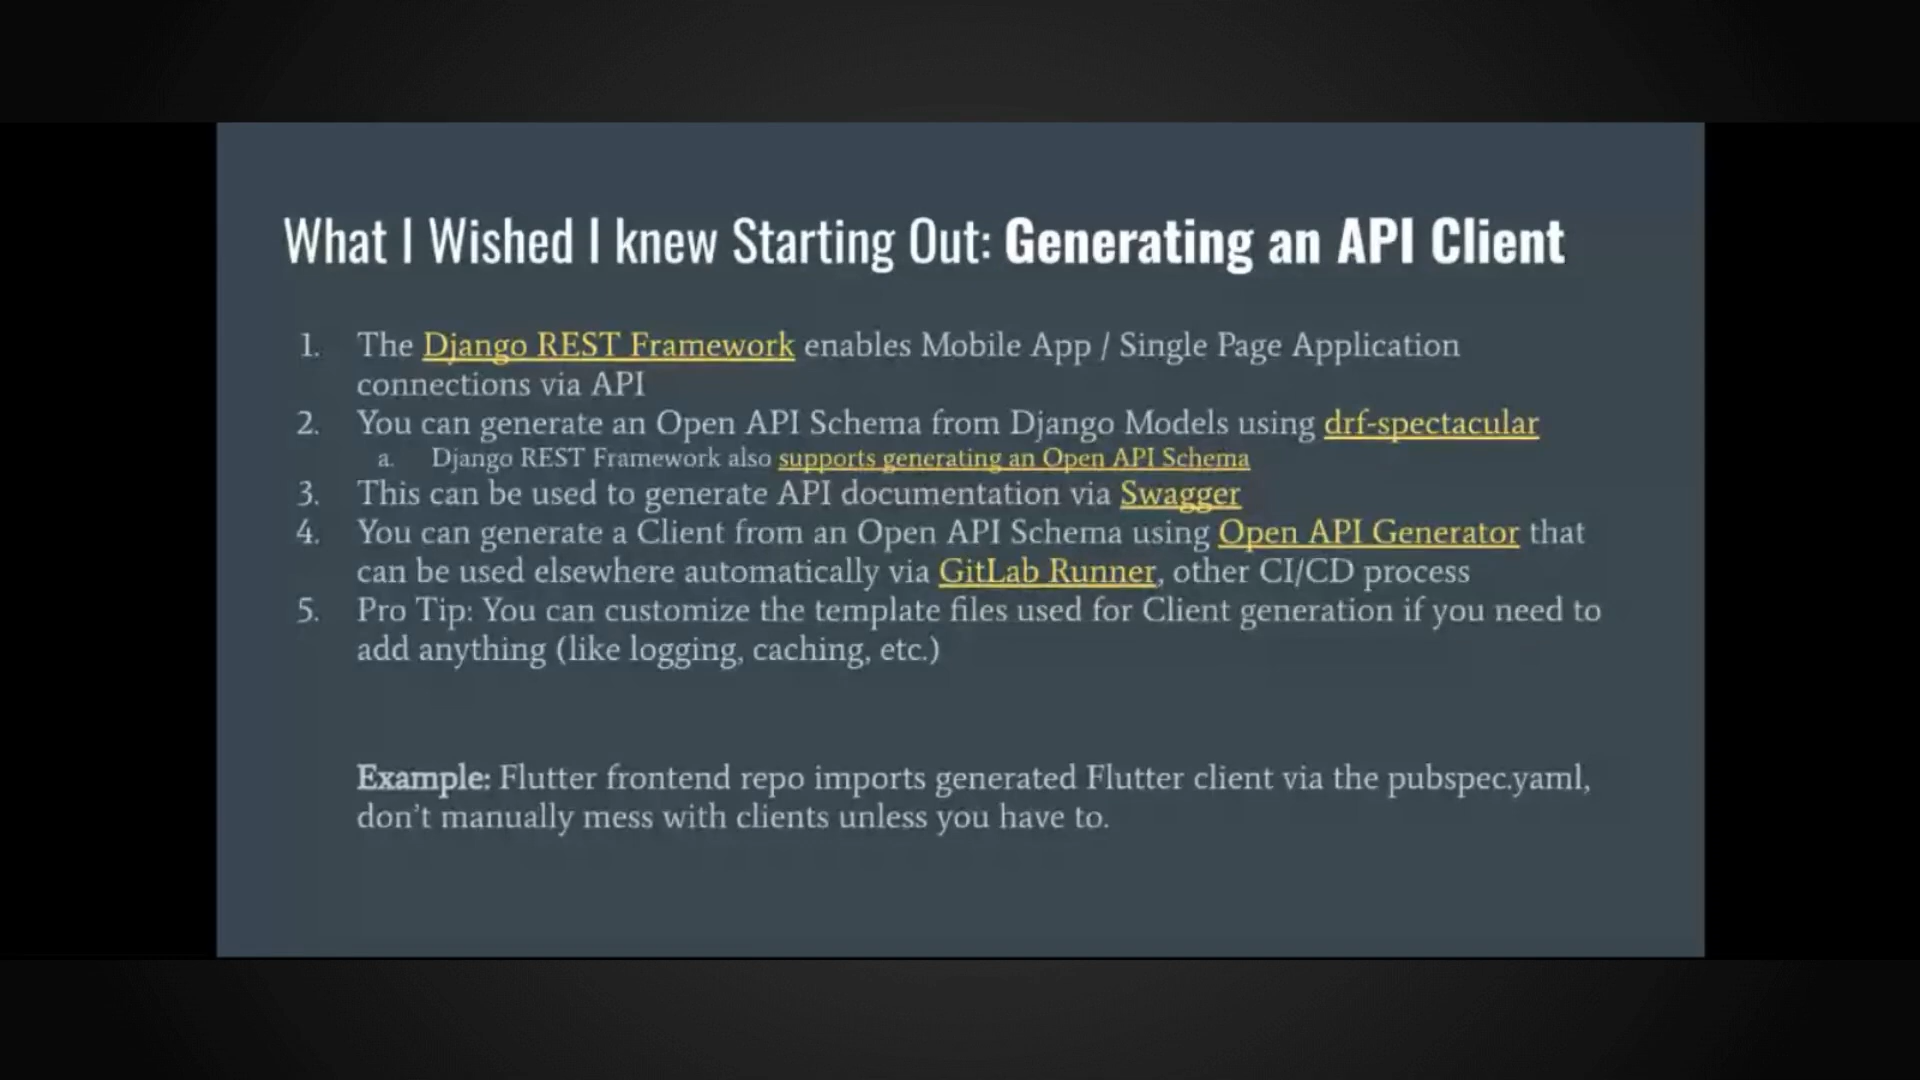 What I Wished I knew Starting Out: Generating an API Client
1. The Django REST Framework enables Mobile App / Single Page Application
connections via API
2. You can generate an Open API Schema from Django Models using drf-spectacular
a. Django REST Framework also supports generating an Open API Schema
3. This can be used to generate API documentation via Swagger
4. You can generate a Client from an Open API Schema using Open API Generator that
can be used elsewhere automatically via GitLab Runner, other CI/CD process
5. Pro Tip: You can customize the template files used for Client generation if you need to
add anything (like logging, caching, etc.)
Example: Flutter frontend repo imports generated Flutter client via the pubspec.yaml,
don't manually mess with clients unless you have to.